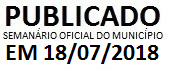 PUBLICADO
SEMANÁRIO OFICIAL DO MUNICÍPIO
EM 18/07/2018